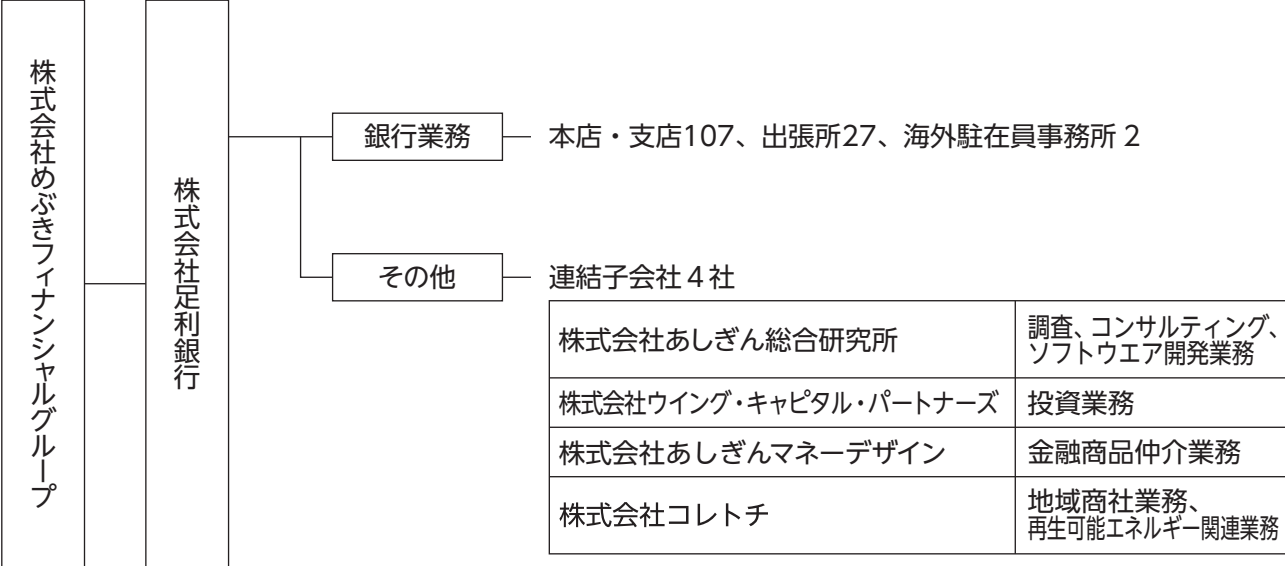 株式会社めぶきフィナンシャルグループ
株式会社足利銀行
銀行業務
本店・支店107、出張所27、海外駐在員事務所2
その他
連結子会社4社
株式会社あしぎん総合研究所
調査、コンサルティング、
ソフトウエア開発業務
株式会社ウイング・キャピタル・パートナーズ
投資業務
株式会社あしぎんマネーデザイン
金融商品仲介業務
株式会社コレトチ
地域商社業務、
再生可能エネルギー関連業務